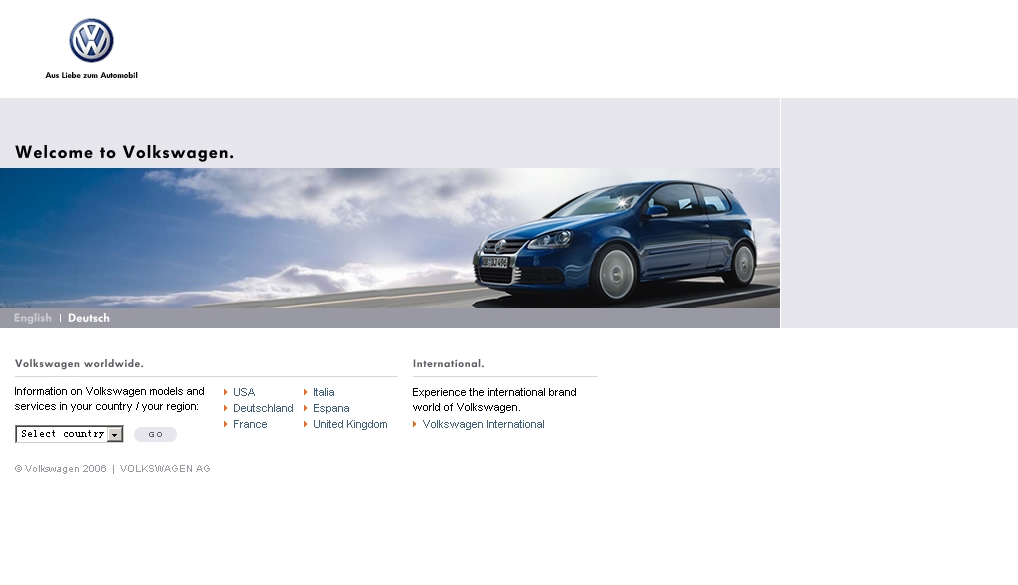 Aus Liebe zum Automobil
Welcome to Volkswagen.
English | Deutsch
Volkswagen worldwide.
Information on Volkswagen models and
services in your country / your region:
Select country
GO
USA
Deutschland
France
Italia
Espana
United Kingdom
International.
Experience the international brand
world of Volkswagen.
Volkswagen International
© Volkswagen 2006 | VOLKSWAGEN AG